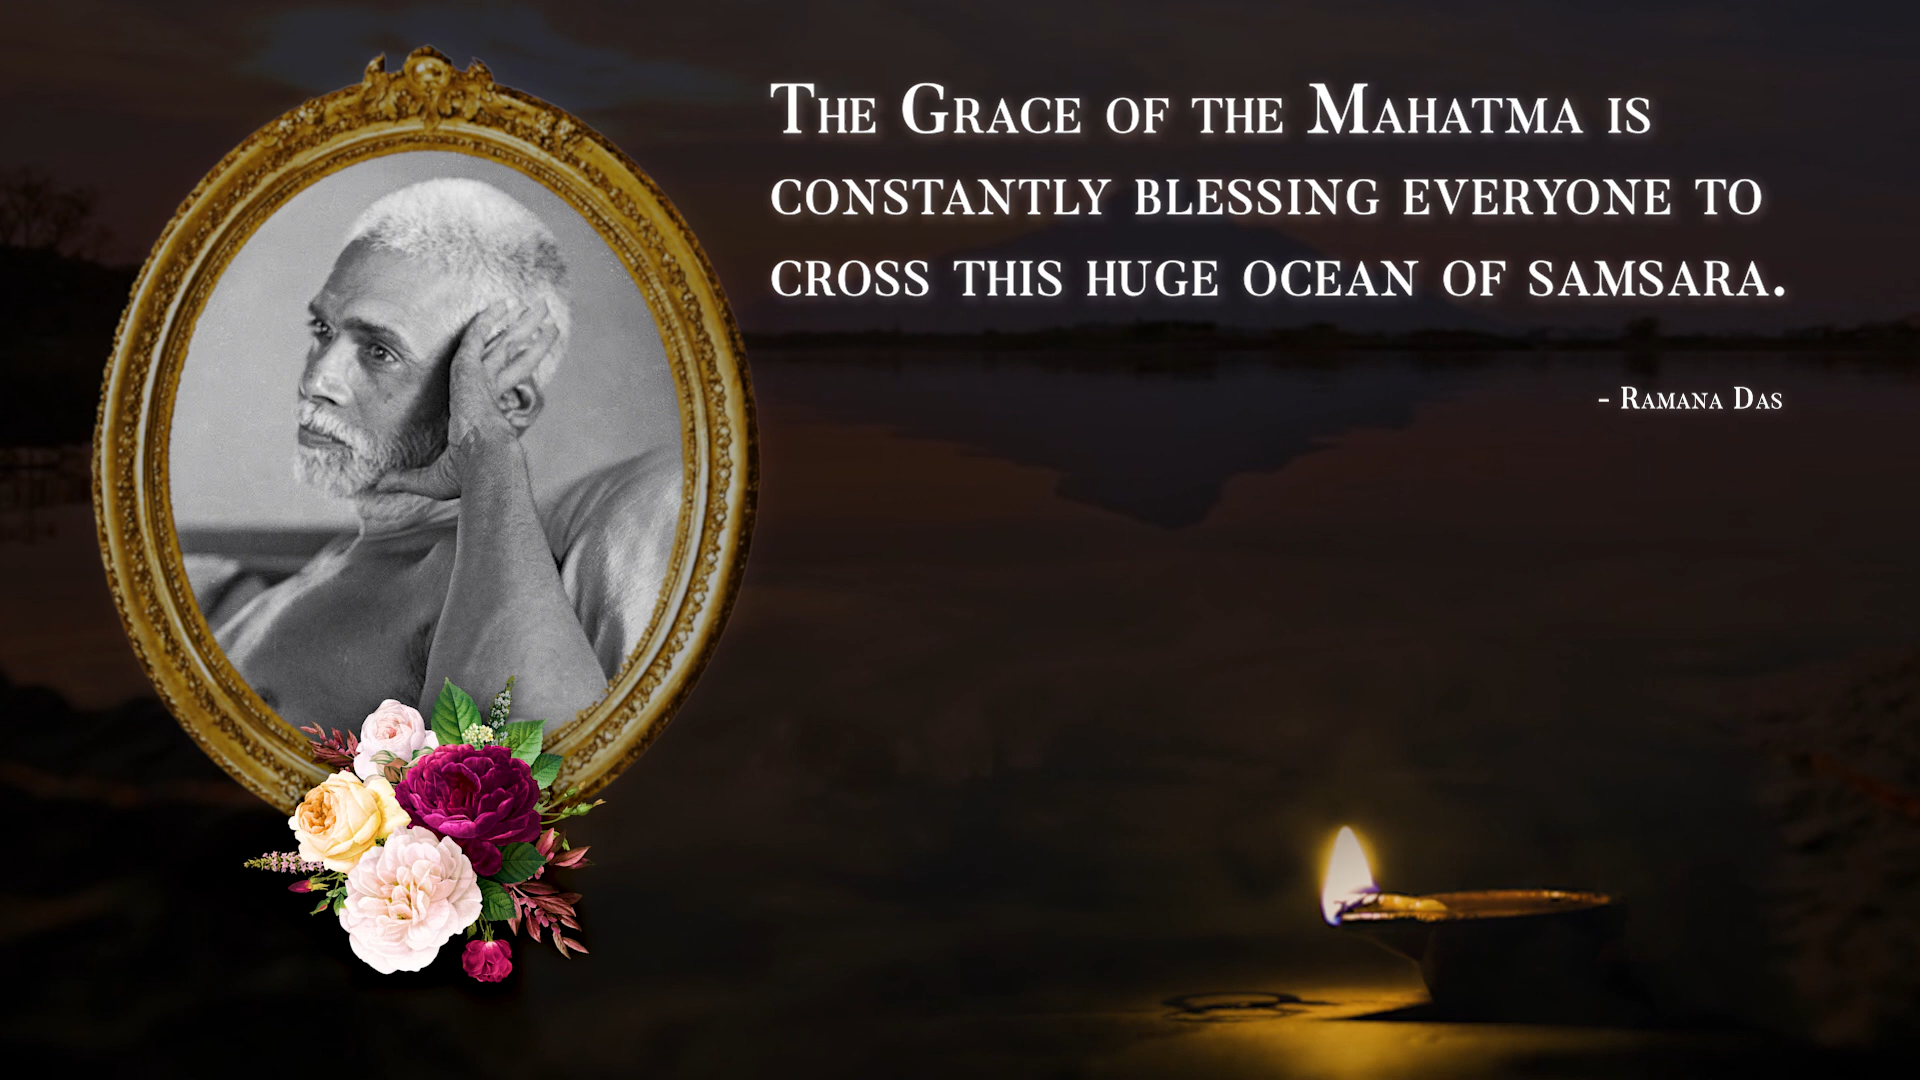 The Grace of the Mahatma is
constantly blessing everyone to
cross this huge ocean of samsara.
- Ramana Das